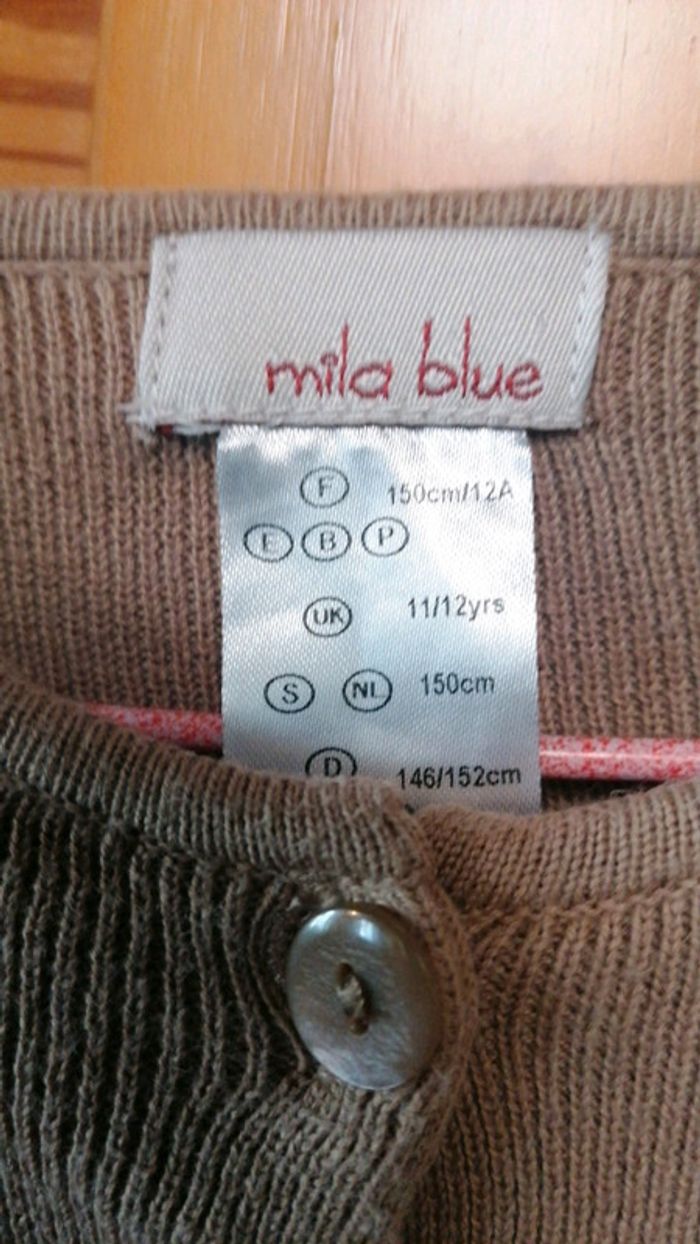 mila blue
F 150cm/12A
E B P
UK 11/12yrs
S NL 150cm
D 146/152cm